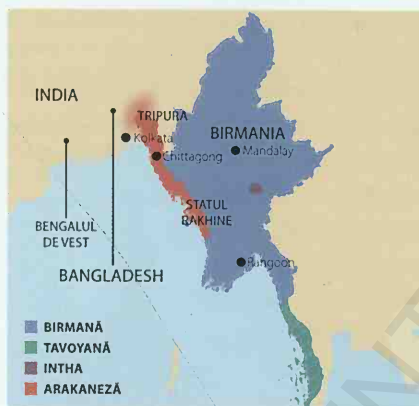 INDIA
TRIPURA
Kolkata
BIRMANIA
Mandalay
Chittagong
STATUL
RAKHINE
BENGALUL
DE VEST
BANGLADESH
Rangoon
BIRMANĂ
TAVOYANĂ
INTHA
ARAKANEZĂ